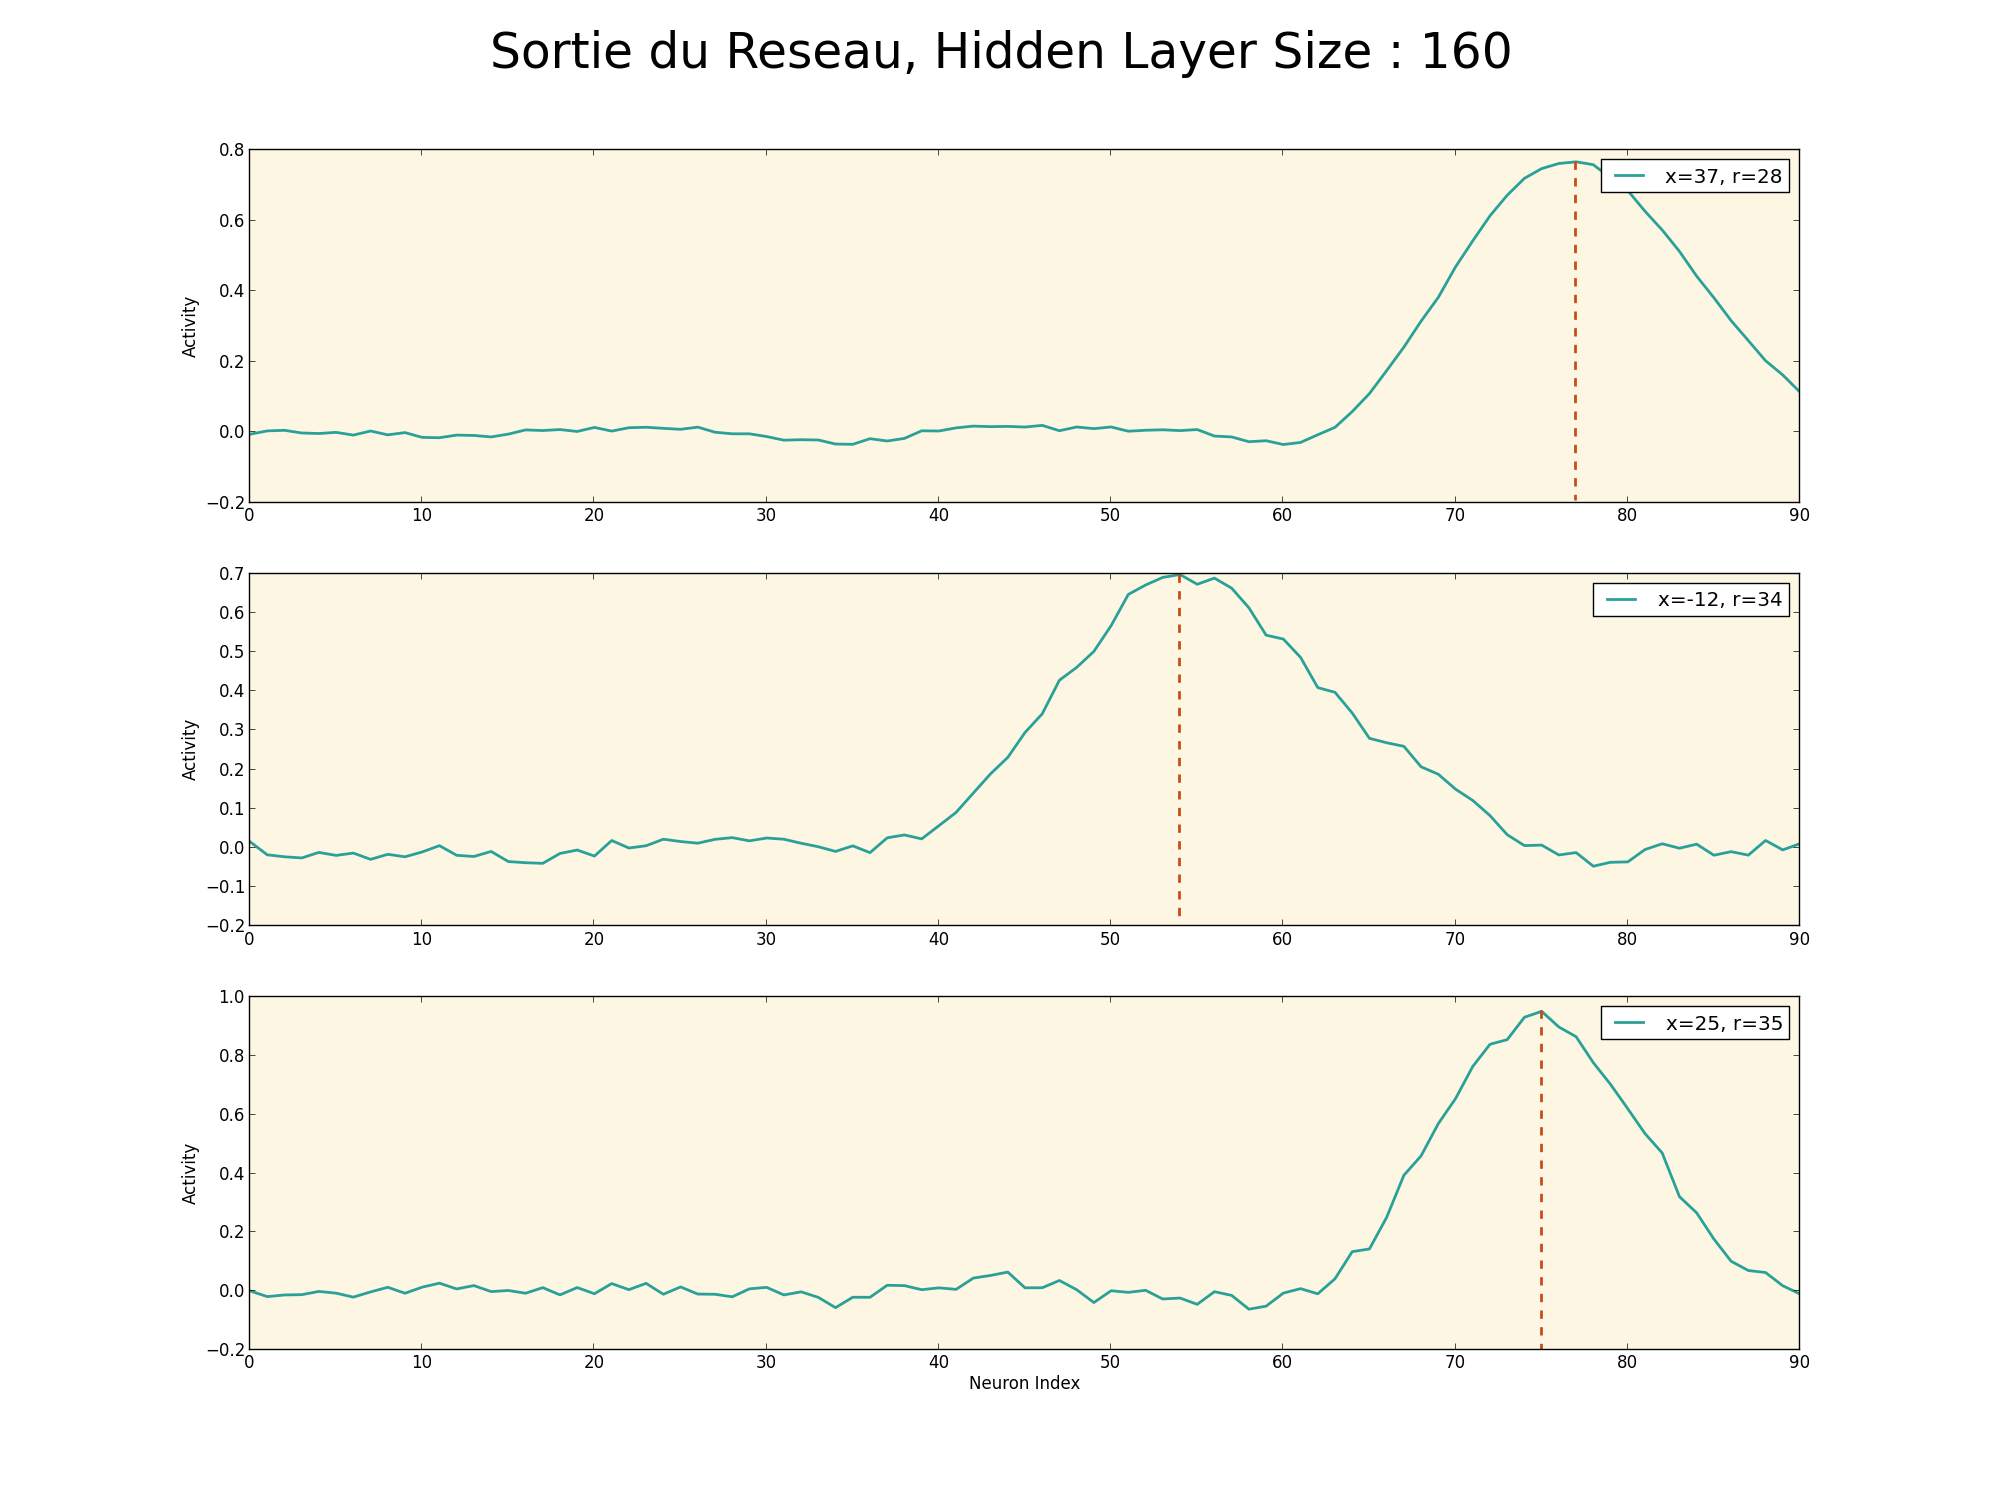 Sortie du Reseau, Hidden Layer Size : 160
0.8
0.6
0.4
0.2
0.0
−0.2
Activity
x=37, r=28
0 10 20 30 40 50 60 70 80 90
0.7
0.6
0.5
0.4
0.3
0.2
0.1
0.0
−0.1
−0.2
Activity
x=-12, r=34
0 10 20 30 40 50 60 70 80 90
1.0
0.8
0.6
0.4
0.2
0.0
−0.2
Activity
x=25, r=35
0 10 20 30 40 50 60 70 80 90
Neuron Index